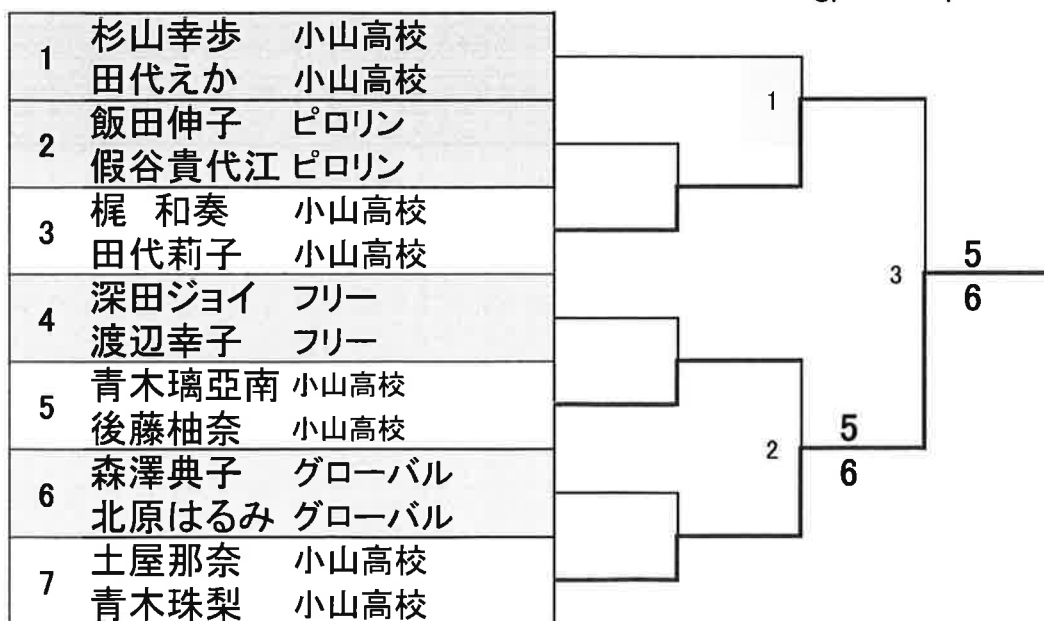 1 杉山幸歩 小山高校
田代えか 小山高校
2 飯田伸子 ピロリン
假谷貴代江 ピロリン
3 梶 和奏 小山高校
田代莉子 小山高校
4 深田ジョイ フリー
渡辺幸子 フリー
5 青木璃亞南 小山高校
後藤柚奈 小山高校
6 森澤典子 グローバル
北原はるみ グローバル
7 土屋那奈 小山高校
青木珠梨 小山高校
1
2
5
6
3
5
6